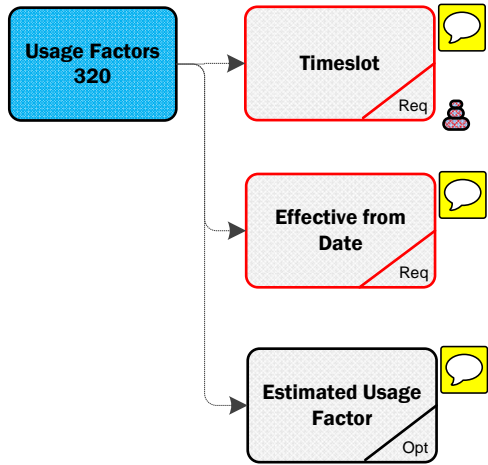 Usage Factors
320
Timeslot
Req
Effective from
Date
Req
Estimated Usage
Factor
Opt